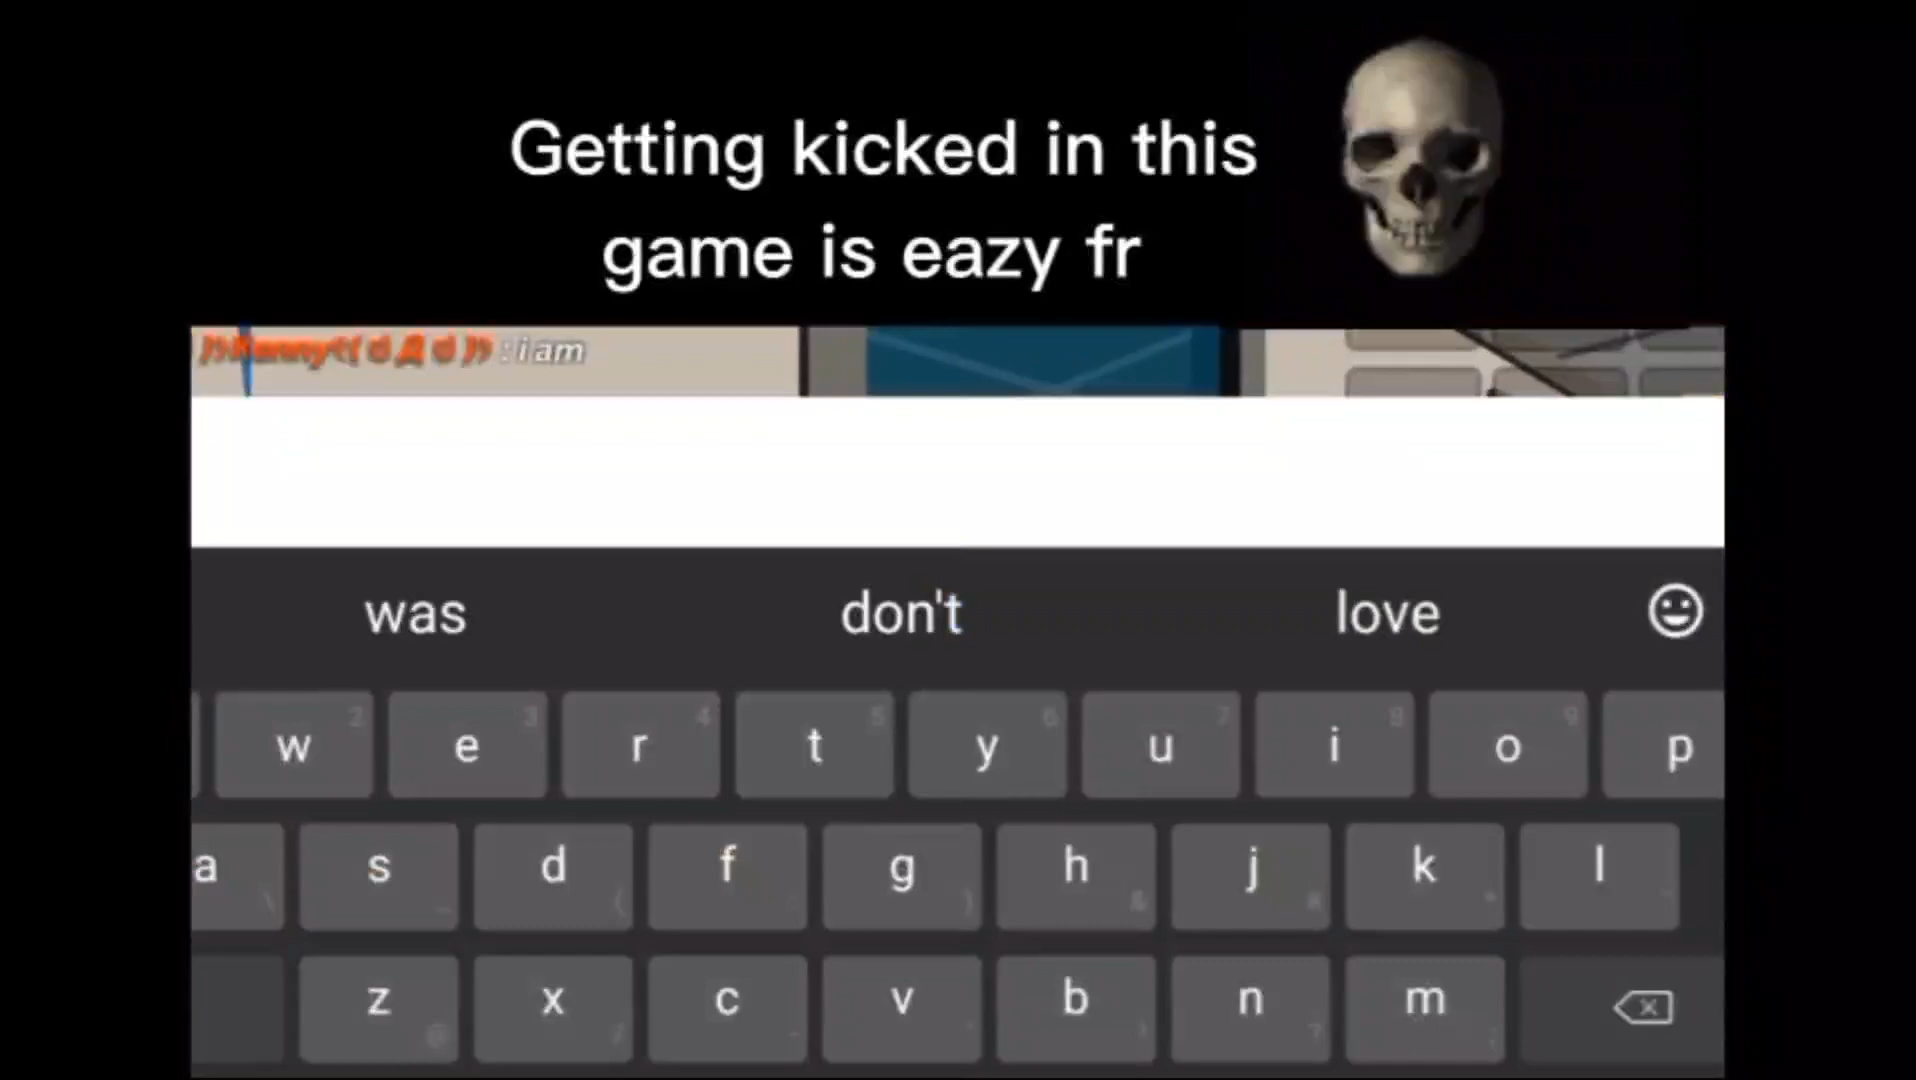 Getting kicked in this
game is eazy fr
: i am
was don't love
w e r t y u i o p
a s d f g h j k l
z x c v b n m